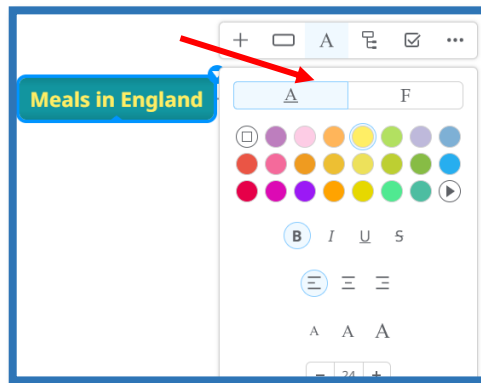 A
Meals in England
A F
B I U S
A A A
− 24 +